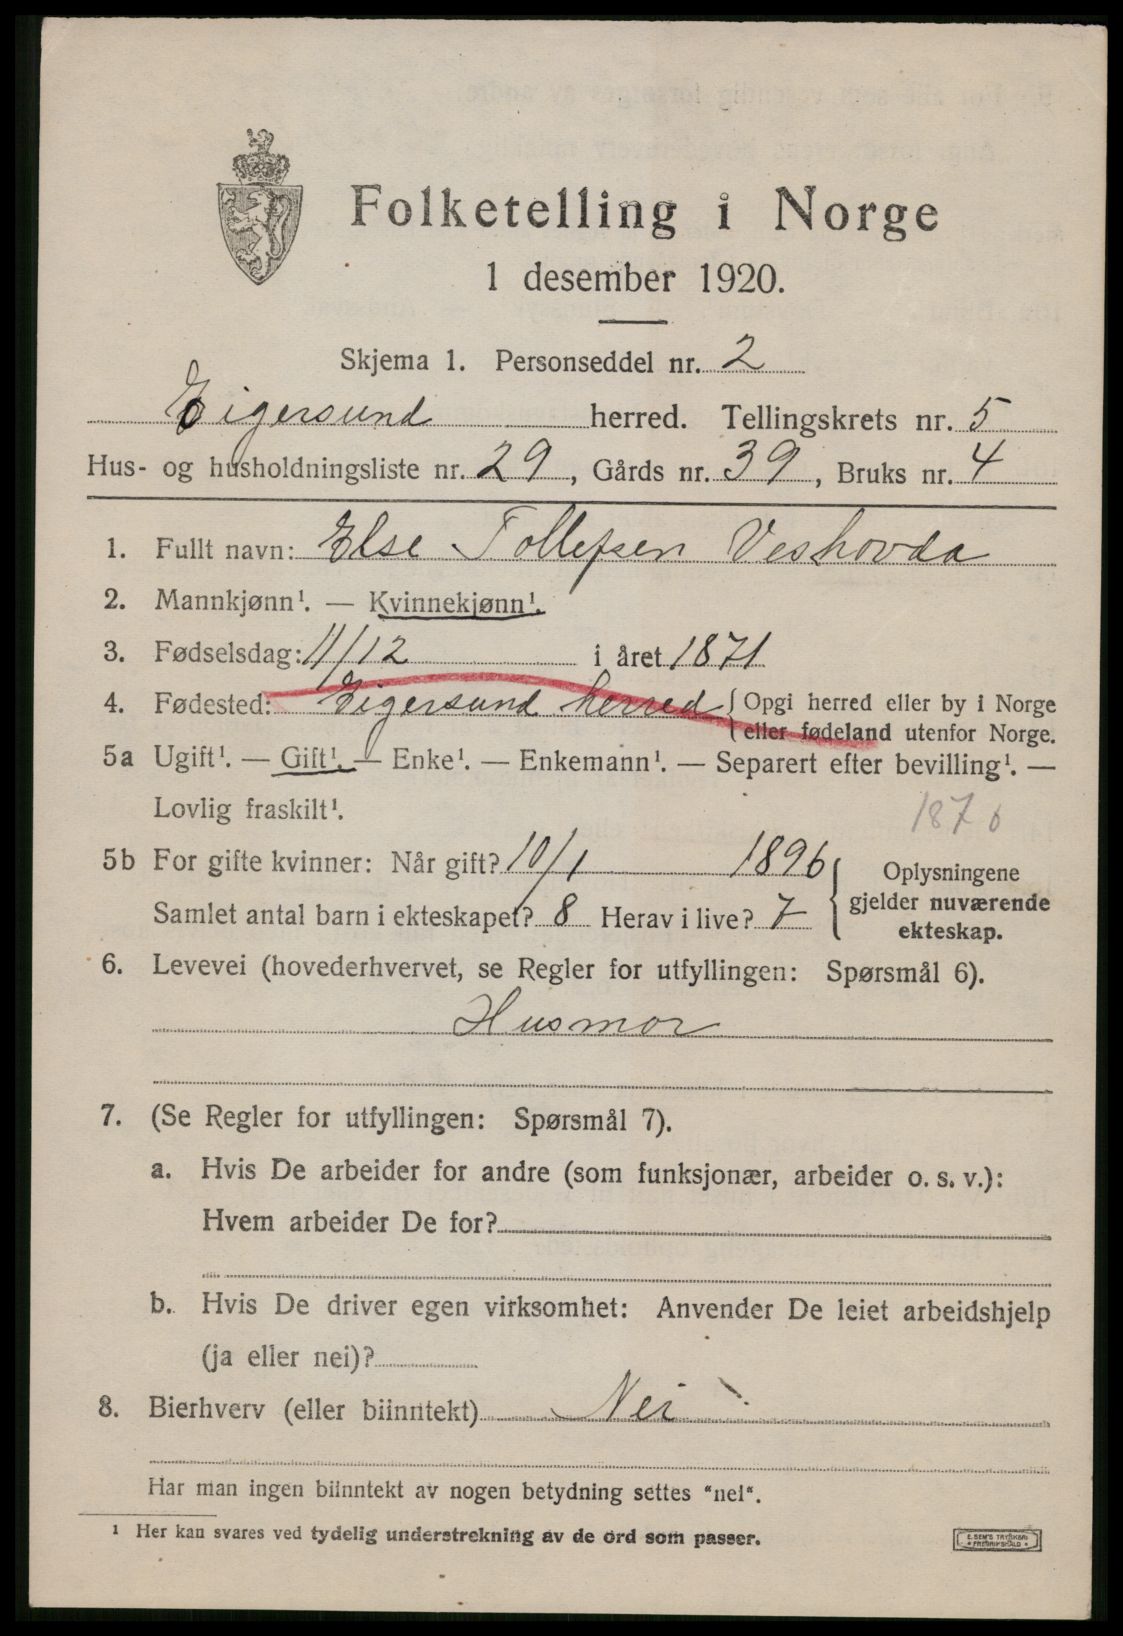 Folketelling i Norge
1 desember 1920.
Skjema 1. Personseddel nr. 2
Eigersund herred. Tellingskrets nr. 5
Hus- og husholdningsliste nr. 29, Gårds nr. 39, Bruks nr. 4
1. Fullt navn: Else Tollefsen Veshovda
2. Mannkjønn¹. — Kvinnekjønn¹.
3. Fødselsdag: 11/12 i året 1871
4. Fødested: Eigersund herred { Opgi herred eller by i Norge
eller fødeland utenfor Norge.
5a Ugift¹. — Gift¹. — Enke¹. — Enkemann¹. — Separert efter bevilling¹. —
Lovlig fraskilt¹.
187
5b For gifte kvinner: Når gift? 10/1 1896 { Oplysningene
gjelder nuværende
ekteskap.
Samlet antal barn i ekteskapet? 8 Herav i live? 7
6. Levevei (hovederhvervet, se Regler for utfyllingen: Spørsmål 6).
Husmor
7. (Se Regler for utfyllingen: Spørsmål 7).
a. Hvis De arbeider for andre (som funksjonær, arbeider o. s. v.):
Hvem arbeider De for?
b. Hvis De driver egen virksomhet: Anvender De leiet arbeidshjelp
(ja eller nei)?
8. Bierhverv (eller biinntekt) Nei
Har man ingen biinntekt av nogen betydning settes "nei".
¹ Her kan svares ved tydelig understrekning av de ord som passer.
E. SEM'S TRYKKERI
FREDRIKSHALD